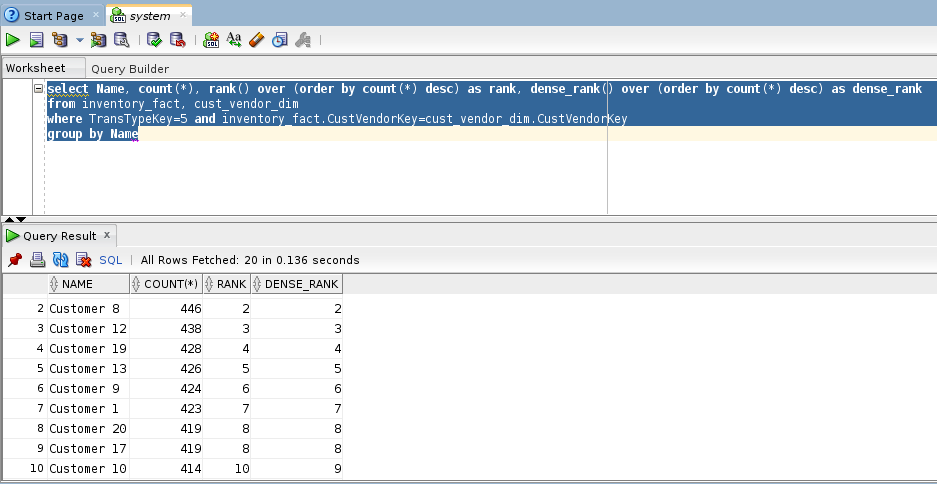 Start Page
system
Worksheet
Query Builder
select Name, count(*), rank() over (order by count(*) desc) as rank, dense_rank() over (order by count(*) desc) as dense_rank
from inventory_fact, cust_vendor_dim
where TransTypeKey=5 and inventory_fact.CustVendorKey=cust_vendor_dim.CustVendorKey
group by Name
Query Result x
SQL | All Rows Fetched: 20 in 0.136 seconds
NAME COUNT(*) RANK DENSE_RANK
2 Customer 8 446 2 2
3 Customer 12 438 3 3
4 Customer 19 428 4 4
5 Customer 13 426 5 5
6 Customer 9 424 6 6
7 Customer 1 423 7 7
8 Customer 20 419 8 8
9 Customer 17 419 8 8
10 Customer 10 414 10 9